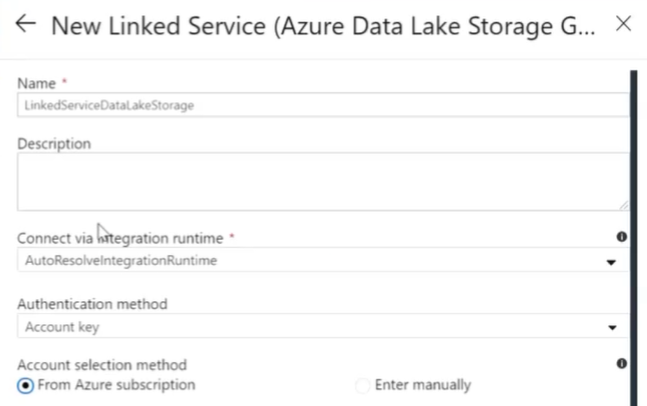 New Linked Service (Azure Data Lake Storage G...
Name *
LinkedServiceDataLakeStorage
Description
Connect via integration runtime *
AutoResolveIntegrationRuntime
Authentication method
Account key
Account selection method
From Azure subscription Enter manually